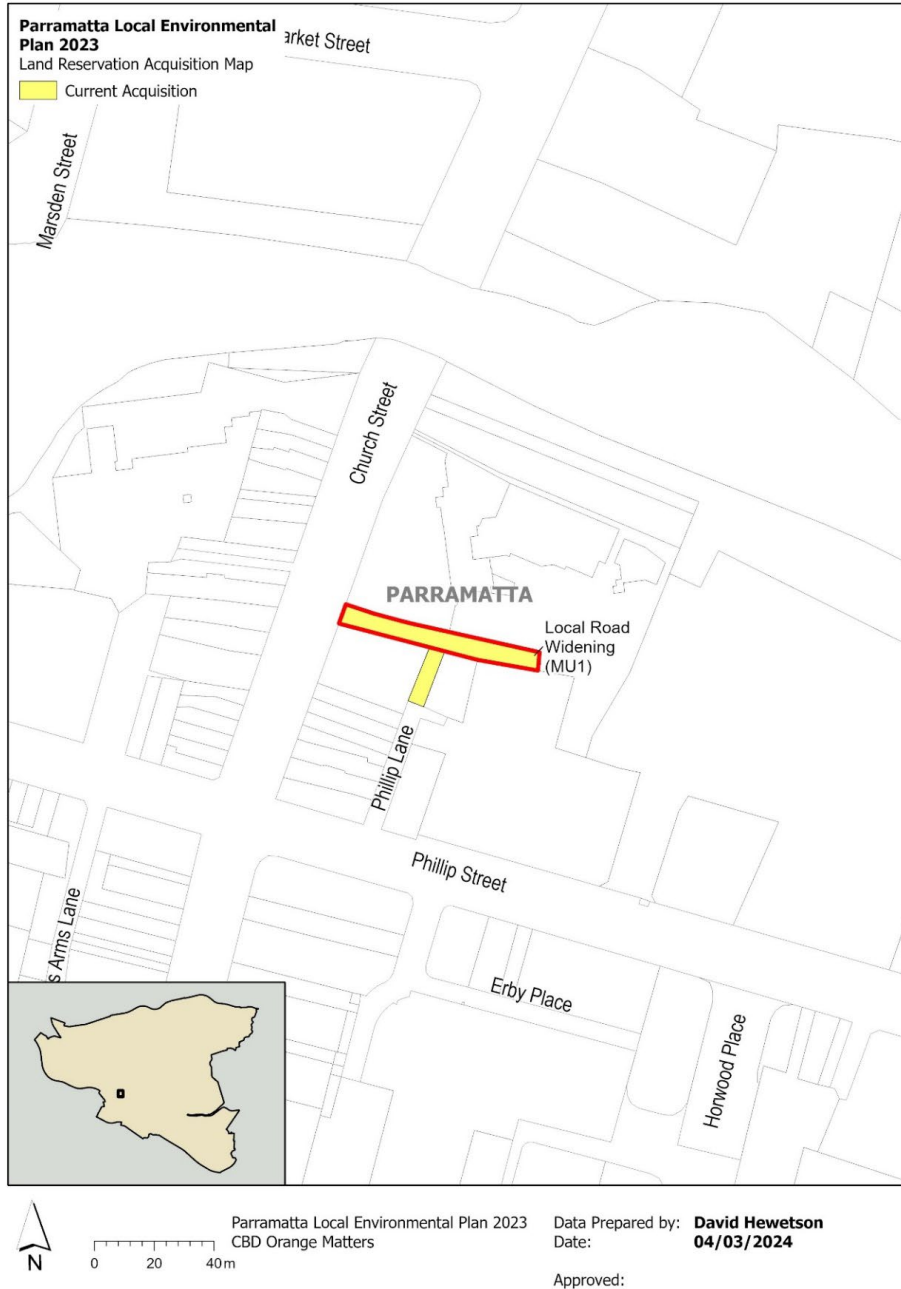 Parramatta Local Environmental
Plan 2023
Land Reservation Acquisition Map
Current Acquisition
arket Street
Marsden Street
Church Street
PARRAMATTA
Local Road
Widening
(MU1)
Phillip Lane
Phillip Street
s Arms Lane
Erby Place
Horwood Place
N
0 20 40 m
Parramatta Local Environmental Plan 2023
CBD Orange Matters
Data Prepared by: David Hewetson
Date: 04/03/2024
Approved: